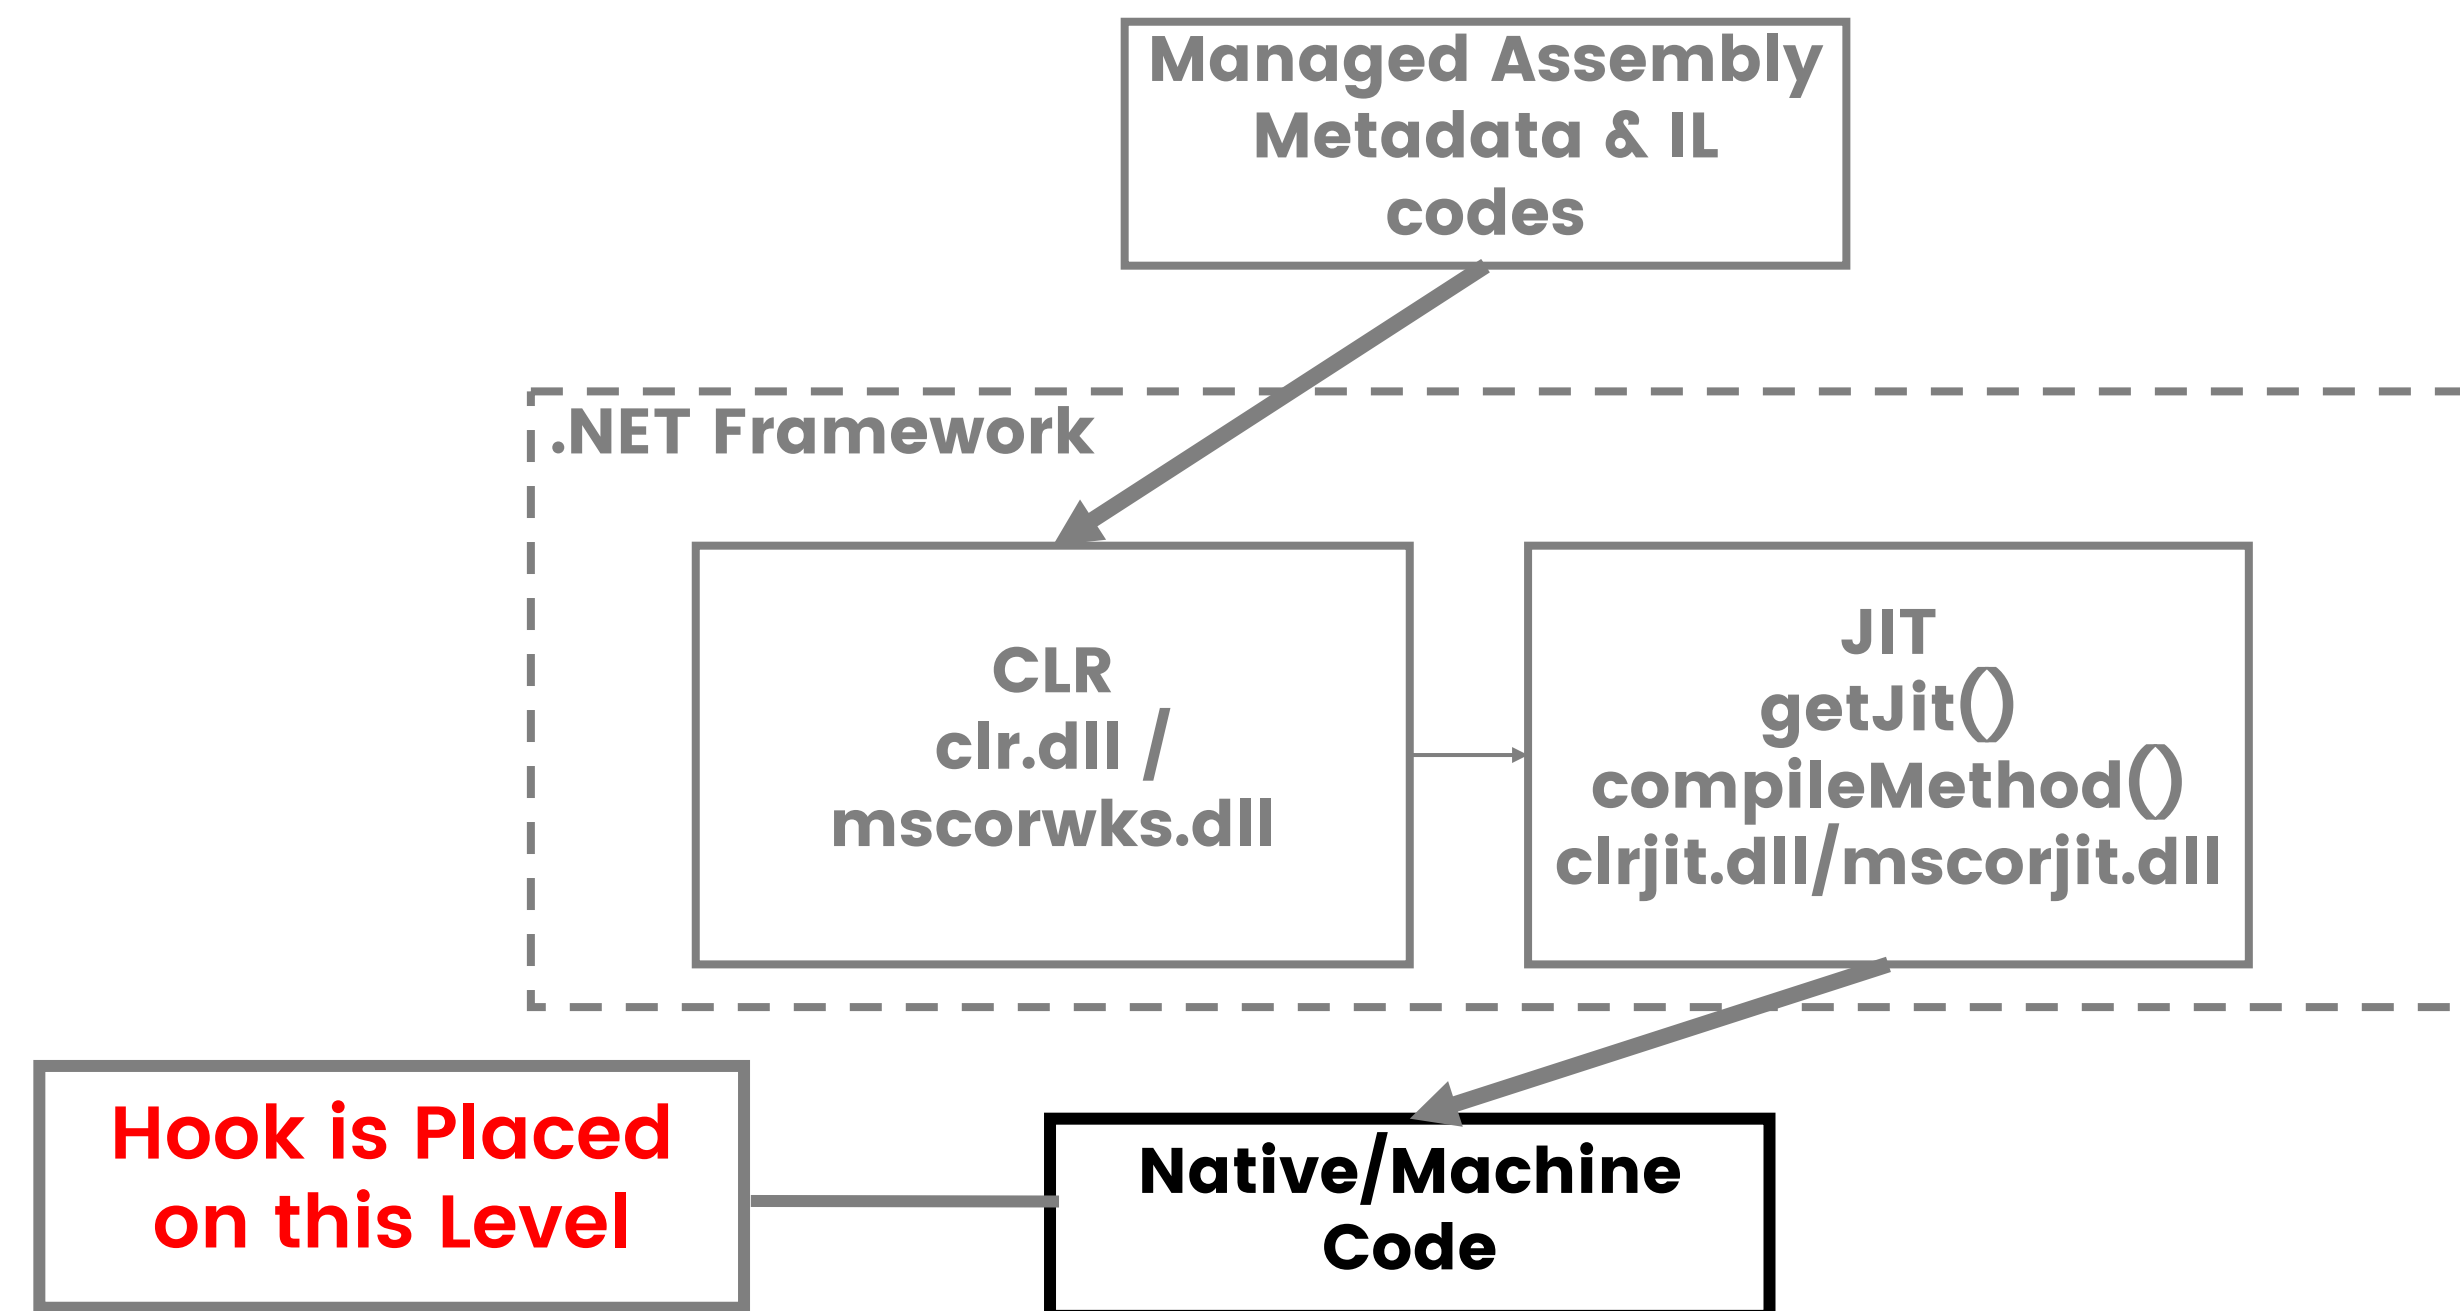 Managed Assembly
Metadata & IL
codes
.NET Framework
CLR
clr.dll /
mscorwks.dll
JIT
getJit()
compileMethod()
clrjit.dll/mscorjit.dll
Hook is Placed
on this Level
Native/Machine
Code